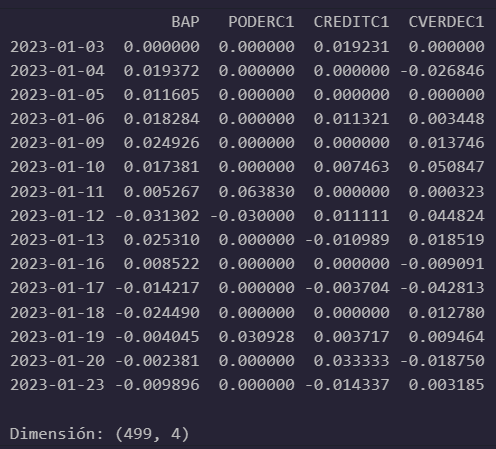 BAP PODERC1 CREDITC1 CVERDEC1
2023-01-03 0.000000 0.000000 0.019231 0.000000
2023-01-04 0.019372 0.000000 0.000000 -0.026846
2023-01-05 0.011605 0.000000 0.000000 0.000000
2023-01-06 0.018284 0.000000 0.011321 0.003448
2023-01-09 0.024926 0.000000 0.000000 0.013746
2023-01-10 0.017381 0.000000 0.007463 0.050847
2023-01-11 0.005267 0.063830 0.000000 0.000323
2023-01-12 -0.031302 -0.030000 0.011111 0.044824
2023-01-13 0.025310 0.000000 -0.010989 0.018519
2023-01-16 0.008522 0.000000 0.000000 -0.009091
2023-01-17 -0.014217 0.000000 -0.003704 -0.042813
2023-01-18 -0.024490 0.000000 0.000000 0.012780
2023-01-19 -0.004045 0.030928 0.003717 0.009464
2023-01-20 -0.002381 0.000000 0.033333 -0.018750
2023-01-23 -0.009896 0.000000 -0.014337 0.003185
Dimensión: (499, 4)